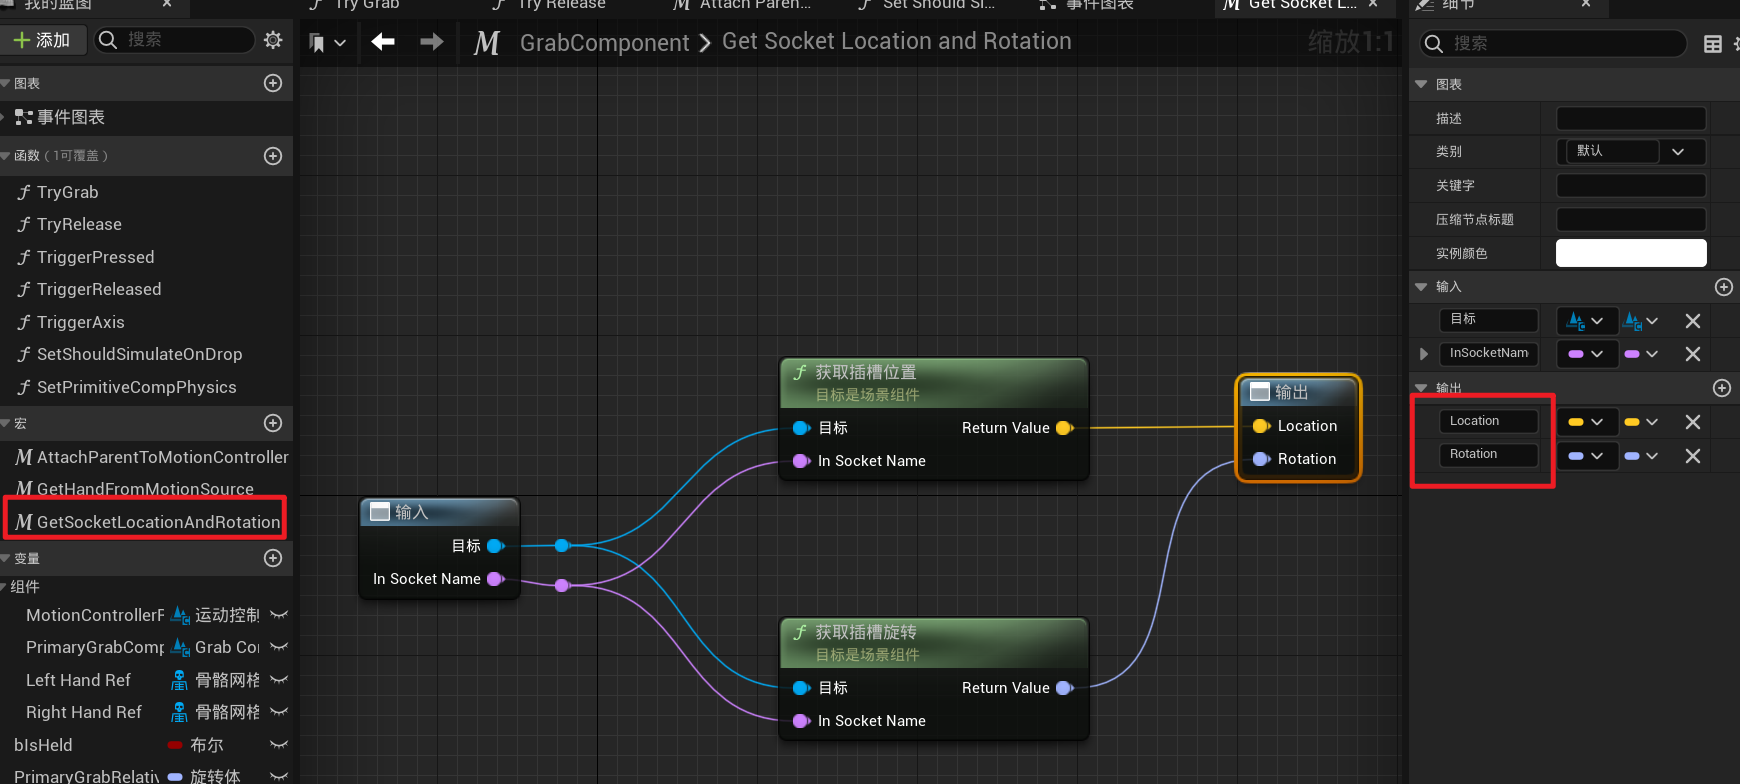 我的蓝图
添加
搜索
图表
事件图表
函数（1可覆盖）
TryGrab
TryRelease
TriggerPressed
TriggerReleased
TriggerAxis
SetShouldSimulateOnDrop
SetPrimitiveCompPhysics
宏
AttachParentToMotionController
GetHandFromMotionSource
GetSocketLocationAndRotation
变量
组件
MotionControllerF 运动控制
PrimaryGrabComp Grab Co
Left Hand Ref 骨骼网格
Right Hand Ref 骨骼网格
bIsHeld 布尔
PrimaryGrabRelativ 旋转体
Try Grab
Try Release
Attach Paren...
Set Should Si...
事件图表
Get Socket L...
GrabComponent
Get Socket Location and Rotation
缩放1:1
输入
目标
In Socket Name
获取插槽位置
目标是场景组件
目标
Return Value
In Socket Name
获取插槽旋转
目标是场景组件
目标
Return Value
In Socket Name
输出
Location
Rotation
细节
搜索
图表
描述
类别
默认
关键字
压缩节点标题
实例颜色
输入
目标
InSocketNam
输出
Location
Rotation